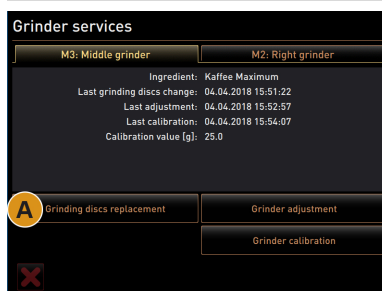 Grinder services
M3: Middle grinder
M2: Right grinder
Ingredient: Kaffee Maximum
Last grinding discs change: 04.04.2018 15:51:22
Last adjustment: 04.04.2018 15:52:57
Last calibration: 04.04.2018 15:54:07
Calibration value [g]: 25.0
A
Grinding discs replacement
Grinder adjustment
Grinder calibration